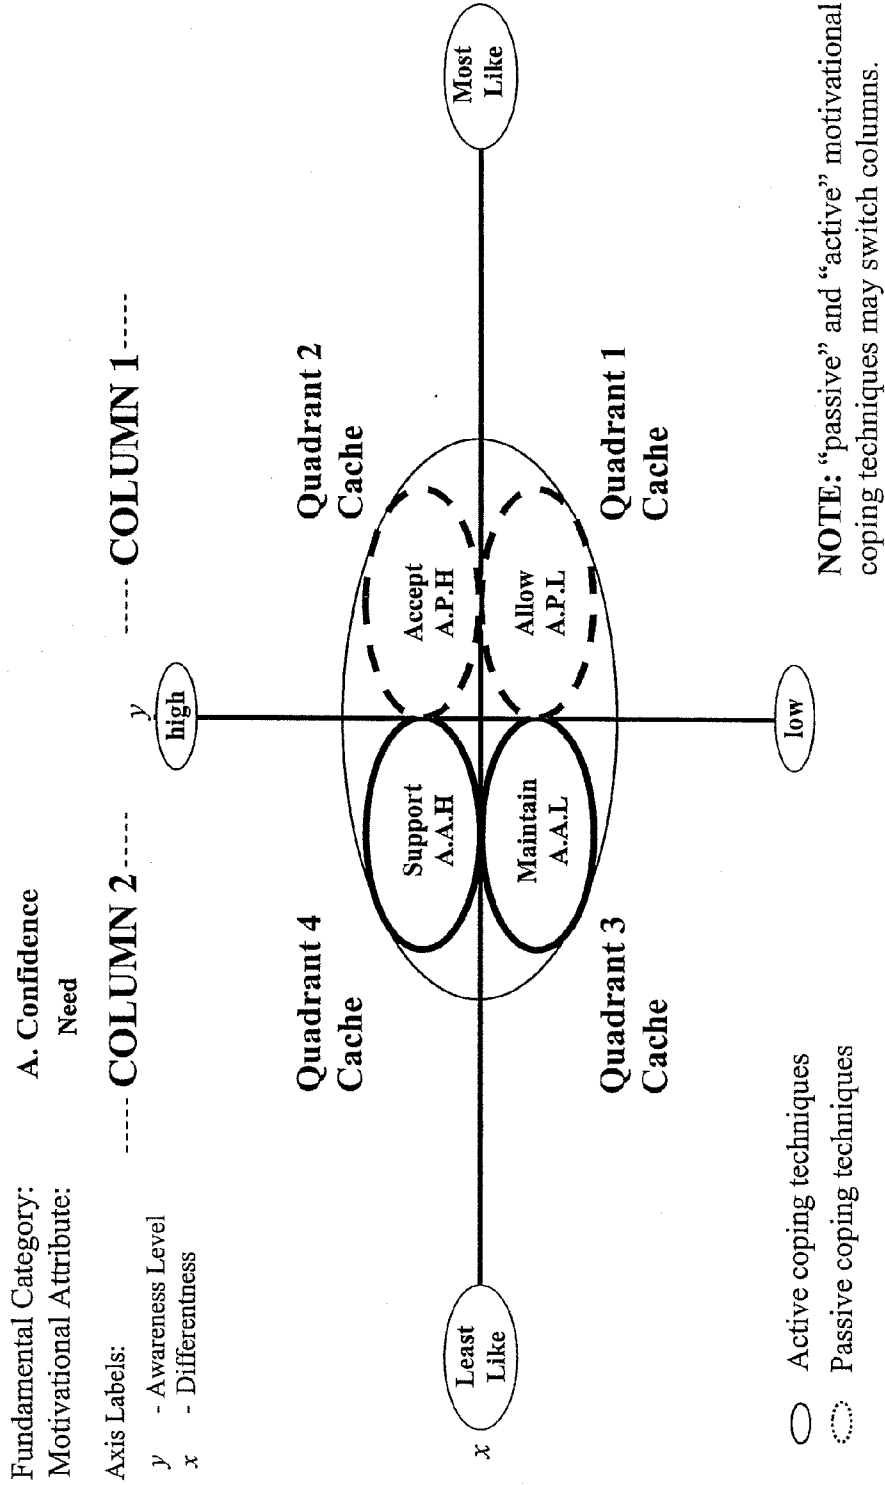 Fundamental Category: A. Confidence
Motivational Attribute: Need
Axis Labels:
y - Awareness Level
x - Differentness
----- COLUMN 2 -----
----- COLUMN 1 -----
y
high
Quadrant 4
Cache
Quadrant 2
Cache
Support
A.A.H
Accept
A.P.H
x
Least
Like
Most
Like
Maintain
A.A.L
Allow
A.P.L
Quadrant 3
Cache
Quadrant 1
Cache
low
Active coping techniques
Passive coping techniques
NOTE: “passive” and “active” motivational
coping techniques may switch columns.